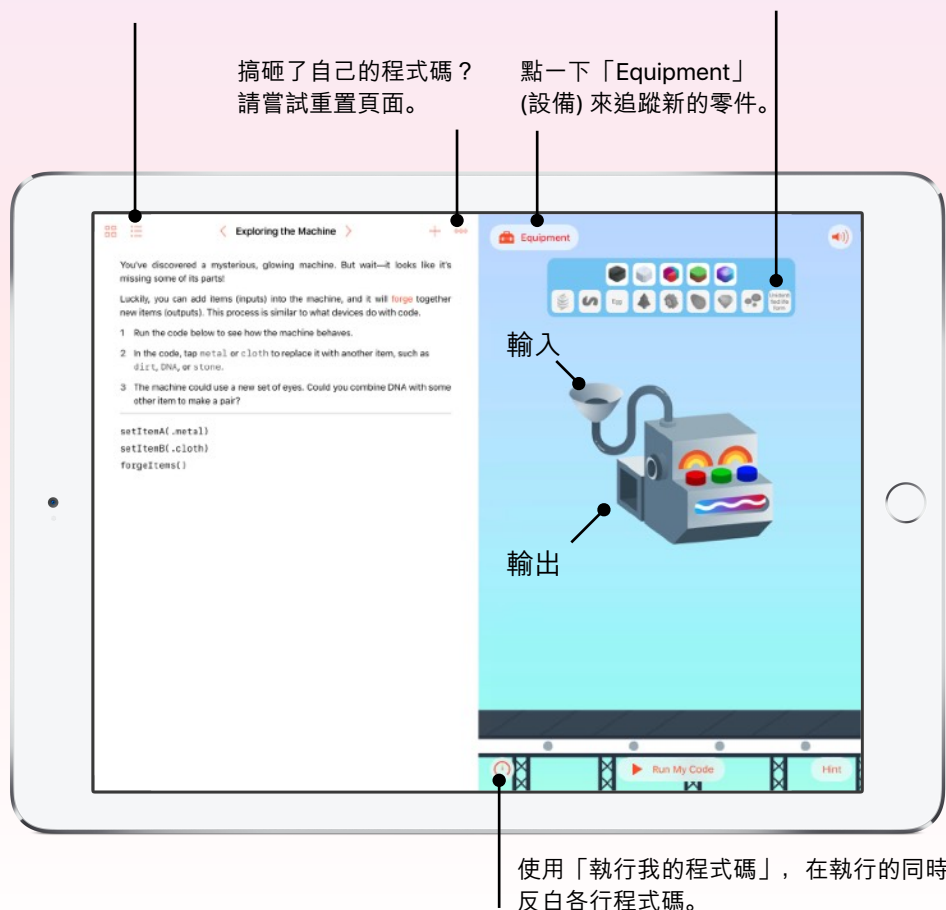 搞砸了自己的程式碼？
請嘗試重置頁面。
點一下「Equipment」
(設備) 來追蹤新的零件。
Exploring the Machine
You've discovered a mysterious, glowing machine. But wait—it looks like it's
missing some of its parts!
Luckily, you can add items (inputs) into the machine, and it will forge together
new items (outputs). This process is similar to what devices do with code.
1 Run the code below to see how the machine behaves.
2 In the code, tap metal or cloth to replace it with another item, such as
dirt, DNA, or stone.
3 The machine could use a new set of eyes. Could you combine DNA with some
other item to make a pair?
setItemA(.metal)
setItemB(.cloth)
forgeItems()
Equipment
Egg
輸入
輸出
Run My Code
Hint
使用「執行我的程式碼」，在執行的同時
反白各行程式碼。